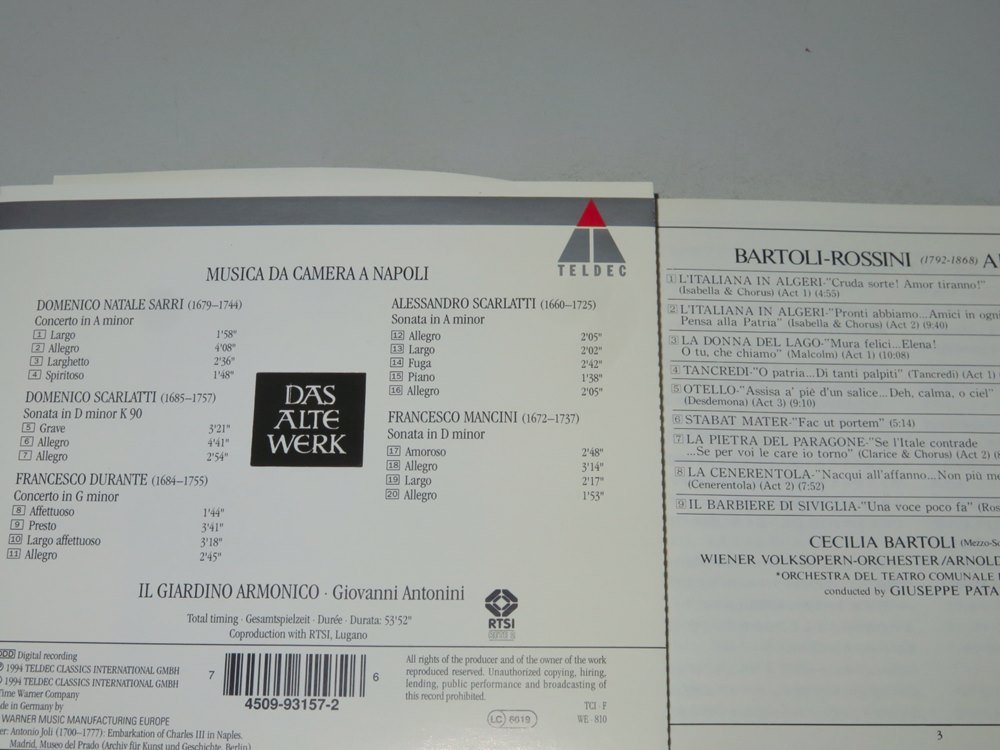 TELDEC
MUSICA DA CAMERA A NAPOLI
DOMENICO NATALE SARRI (1679–1744)
Concerto in A minor
1 Largo 1'58"
2 Allegro 4'08"
3 Larghetto 2'36"
4 Spiritoso 1'48"
DOMENICO SCARLATTI (1685–1757)
Sonata in D minor K 90
5 Grave 3'21"
6 Allegro 4'41"
7 Allegro 2'54"
FRANCESCO DURANTE (1684–1755)
Concerto in G minor
8 Affettuoso 1'44"
9 Presto 3'41"
10 Largo affettuoso 3'18"
11 Allegro 2'45"
DAS
ALTE
WERK
ALESSANDRO SCARLATTI (1660–1725)
Sonata in A minor
12 Allegro 2'05"
13 Largo 2'02"
14 Fuga 2'42"
15 Piano 1'38"
16 Allegro 2'05"
FRANCESCO MANCINI (1672–1737)
Sonata in D minor
17 Amoroso 2'48"
18 Allegro 3'14"
19 Largo 2'17"
20 Allegro 1'53"
IL GIARDINO ARMONICO · Giovanni Antonini
RTSI
Total timing · Gesamtspielzeit · Durée · Durata: 53'52"
Coproduction with RTSI, Lugano
DDD Digital recording
℗ 1994 TELDEC CLASSICS INTERNATIONAL GMBH
© 1994 TELDEC CLASSICS INTERNATIONAL GMBH
Time Warner Company
Made in Germany by
WARNER MUSIC MANUFACTURING EUROPE
Antonio Joli (1700–1777): Embarkation of Charles III in Naples.
Madrid, Museo del Prado (Archiv für Kunst und Geschichte, Berlin)
7 6
4509-93157-2
All rights of the producer and of the owner of the work
reproduced reserved. Unauthorized copying, hiring,
lending, public performance and broadcasting of
this record prohibited.
TCI · F
LC 6019 WE · 810
BARTOLI-ROSSINI (1792-1868)
1 L'ITALIANA IN ALGERI-"Cruda sorte! Amor tiranno!"
(Isabella & Chorus) (Act 1) (4:55)
2 L'ITALIANA IN ALGERI-"Pronti abbiamo...Amici in ogni
Pensa alla Patria" (Isabella & Chorus) (Act 2) (9:40)
3 LA DONNA DEL LAGO-"Mura felici...Elena!
O tu, che chiamo" (Malcolm) (Act 1) (10:08)
4 TANCREDI-"O patria...Di tanti palpiti" (Tancredi) (Act 1)
5 OTELLO-"Assisa a' piè d'un salice...Deh, calma, o ciel"
(Desdemona) (Act 3) (9:10)
6 STABAT MATER-"Fac ut portem" (5:14)
7 LA PIETRA DEL PARAGONE-"Se l'Itale contrade
...Se per voi le care io torno" (Clarice & Chorus) (Act
8 LA CENERENTOLA-"Nacqui all'affanno...Non più me
(Cenerentola) (Act 2) (7:52)
9 IL BARBIERE DI SIVIGLIA-"Una voce poco fa" (Ros
CECILIA BARTOLI (Mezzo-So
WIENER VOLKSOPERN-ORCHESTER/ARNOLD
*ORCHESTRA DEL TEATRO COMUNALE
conducted by GIUSEPPE PATA
3